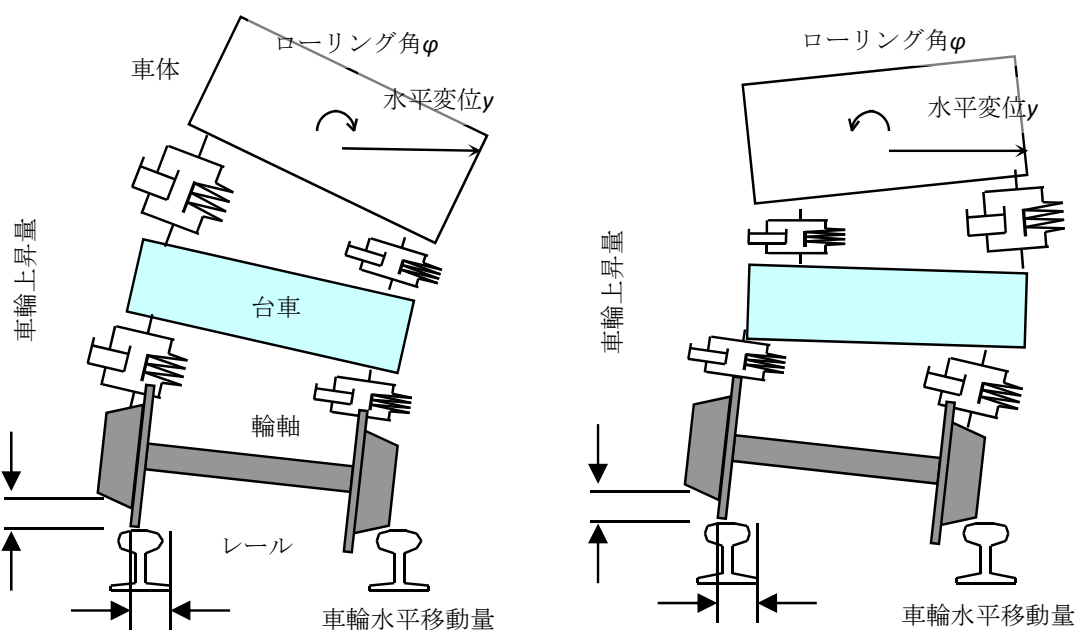 ローリング角φ
車体
水平変位y
車輪上昇量
台車
輪軸
レール
車輪水平移動量
ローリング角φ
水平変位y
車輪上昇量
車輪水平移動量